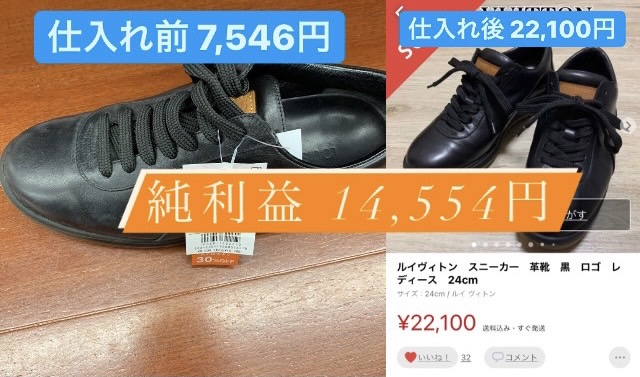 仕入れ前 7,546円
仕入れ後 22,100円
純利益 14,554円
30%
ルイヴィトン スニーカー 革靴 黒 ロゴ レ
ディース 24cm
サイズ : 24cm / ルイ ヴィトン
¥22,100 送料込み・すぐ発送
いいね! 32 コメント